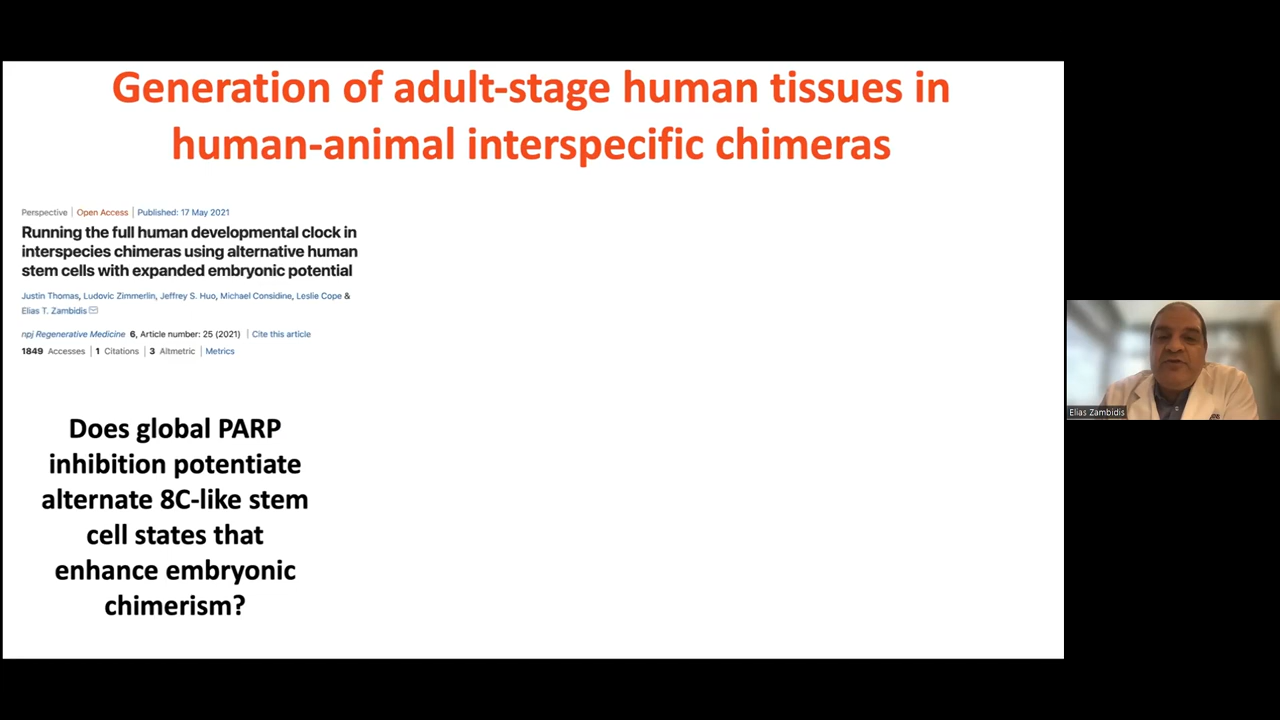 Generation of adult-stage human tissues in
human-animal interspecific chimeras
Perspective | Open Access | Published: 17 May 2021
Running the full human developmental clock in
interspecies chimeras using alternative human
stem cells with expanded embryonic potential
Justin Thomas, Ludovic Zimmerlin, Jeffrey S. Huo, Michael Considine, Leslie Cope &
Elias T. Zambidis
npj Regenerative Medicine 6, Article number: 25 (2021) | Cite this article
1849 Accesses | 1 Citations | 3 Altmetric | Metrics
Does global PARP
inhibition potentiate
alternate 8C-like stem
cell states that
enhance embryonic
chimerism?
Elias Zambidis